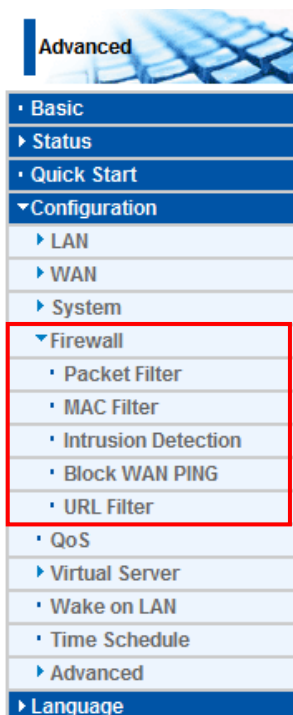 Advanced
Basic
Status
Quick Start
Configuration
LAN
WAN
System
Firewall
Packet Filter
MAC Filter
Intrusion Detection
Block WAN PING
URL Filter
QoS
Virtual Server
Wake on LAN
Time Schedule
Advanced
Language